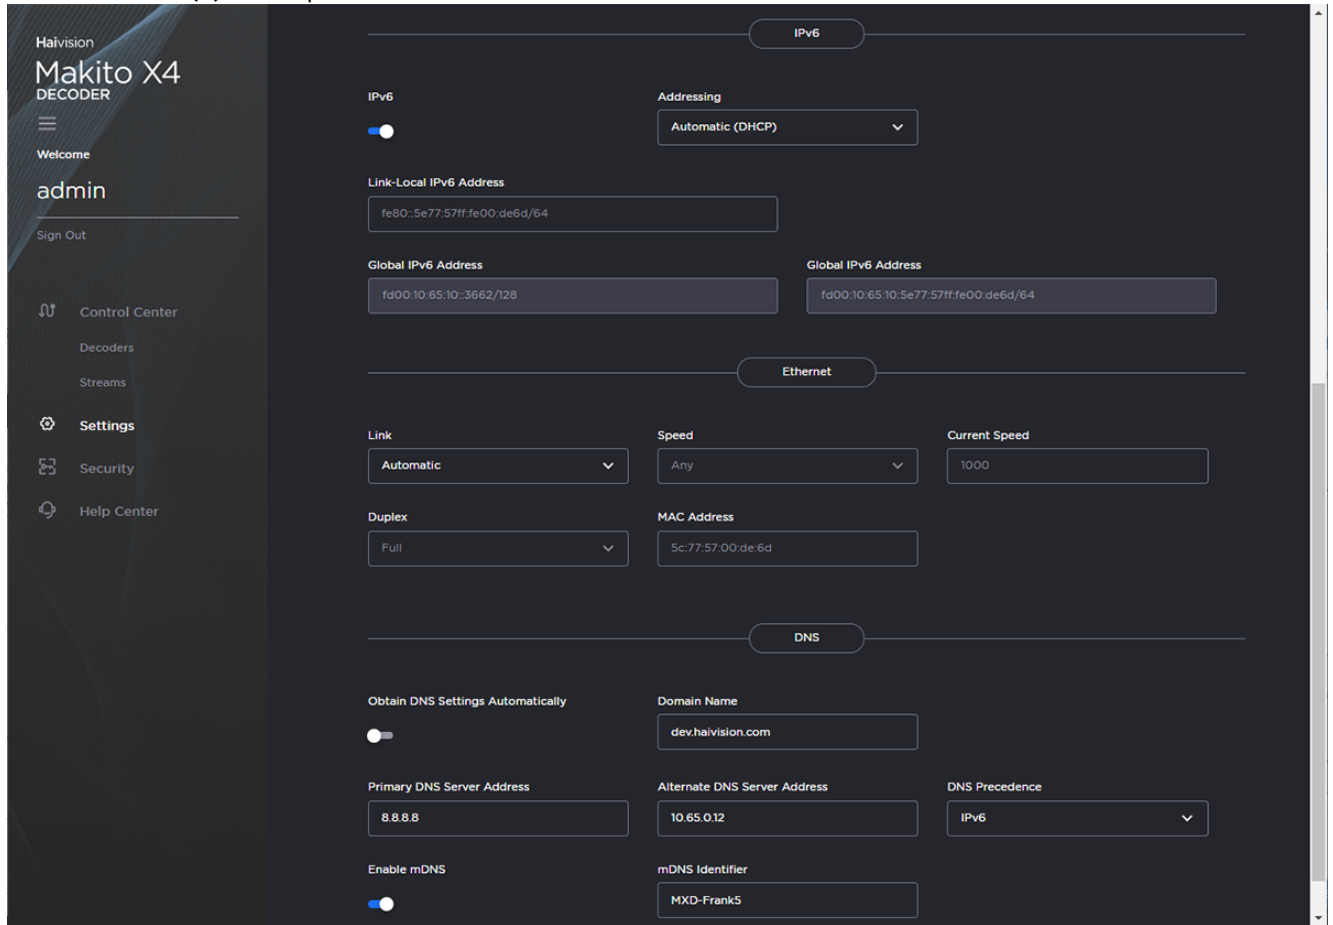 Haivision
Makito X4
DECODER
Welcome
admin
Sign Out
Control Center
Decoders
Streams
Settings
Security
Help Center
IPv6
IPv6
Addressing
Automatic (DHCP)
Link-Local IPv6 Address
fe80::5e77:57ff:fe00:de6d/64
Global IPv6 Address
Global IPv6 Address
fd00:10:65:10::3662/128
fd00:10:65:10:5e77:57ff:fe00:de6d/64
Ethernet
Link
Speed
Current Speed
Automatic
Any
1000
Duplex
MAC Address
Full
5c:77:57:00:de:6d
DNS
Obtain DNS Settings Automatically
Domain Name
dev.haivision.com
Primary DNS Server Address
Alternate DNS Server Address
DNS Precedence
8.8.8.8
10.65.0.12
IPv6
Enable mDNS
mDNS Identifier
MXD-Frank5